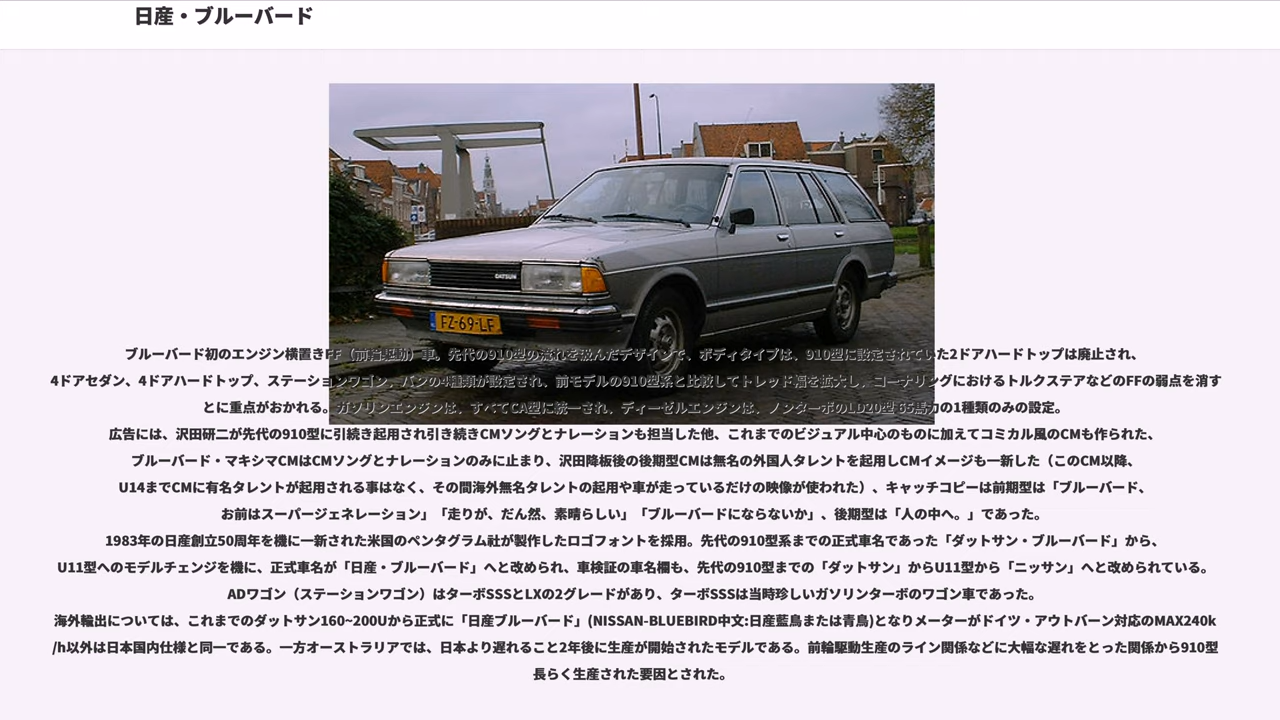 日産・ブルーバード
DATSUN
FZ-69-LF
ブルーバード初のエンジン横置きFF（前輪駆動）車。先代の910型の流れを汲んだデザインで、ボディタイプは、910型に設定されていた2ドアハードトップは廃止され、
4ドアセダン、4ドアハードトップ、ステーションワゴン、バンの4種類が設定され、前モデルの910型系と比較してトレッド幅を拡大し、コーナリングにおけるトルクステアなどのFFの弱点を消す
とに重点がおかれる。ガソリンエンジンは、すべてCA型に統一され、ディーゼルエンジンは、ノンターボのLD20型 65馬力の1種類のみの設定。
広告には、沢田研二が先代の910型に引続き起用され引き続きCMソングとナレーションも担当した他、これまでのビジュアル中心のものに加えてコミカル風のCMも作られた、
ブルーバード・マキシマCMはCMソングとナレーションのみに止まり、沢田降板後の後期型CMは無名の外国人タレントを起用しCMイメージも一新した（このCM以降、
U14までCMに有名タレントが起用される事はなく、その間海外無名タレントの起用や車が走っているだけの映像が使われた）、キャッチコピーは前期型は「ブルーバード、
お前はスーパージェネレーション」「走りが、だん然、素晴らしい」「ブルーバードにならないか」、後期型は「人の中へ。」であった。
1983年の日産創立50周年を機に一新された米国のペンタグラム社が製作したロゴフォントを採用。先代の910型系までの正式車名であった「ダットサン・ブルーバード」から、
U11型へのモデルチェンジを機に、正式車名が「日産・ブルーバード」へと改められ、車検証の車名欄も、先代の910型までの「ダットサン」からU11型から「ニッサン」へと改められている。
ADワゴン（ステーションワゴン）はターボSSSとLXの2グレードがあり、ターボSSSは当時珍しいガソリンターボのワゴン車であった。
海外輸出については、これまでのダットサン160~200Uから正式に「日産ブルーバード」(NISSAN-BLUEBIRD中文:日産藍鳥または青鳥)となりメーターがドイツ・アウトバーン対応のMAX240k
/h以外は日本国内仕様と同一である。一方オーストラリアでは、日本より遅れること2年後に生産が開始されたモデルである。前輪駆動生産のライン関係などに大幅な遅れをとった関係から910型
長らく生産された要因とされた。